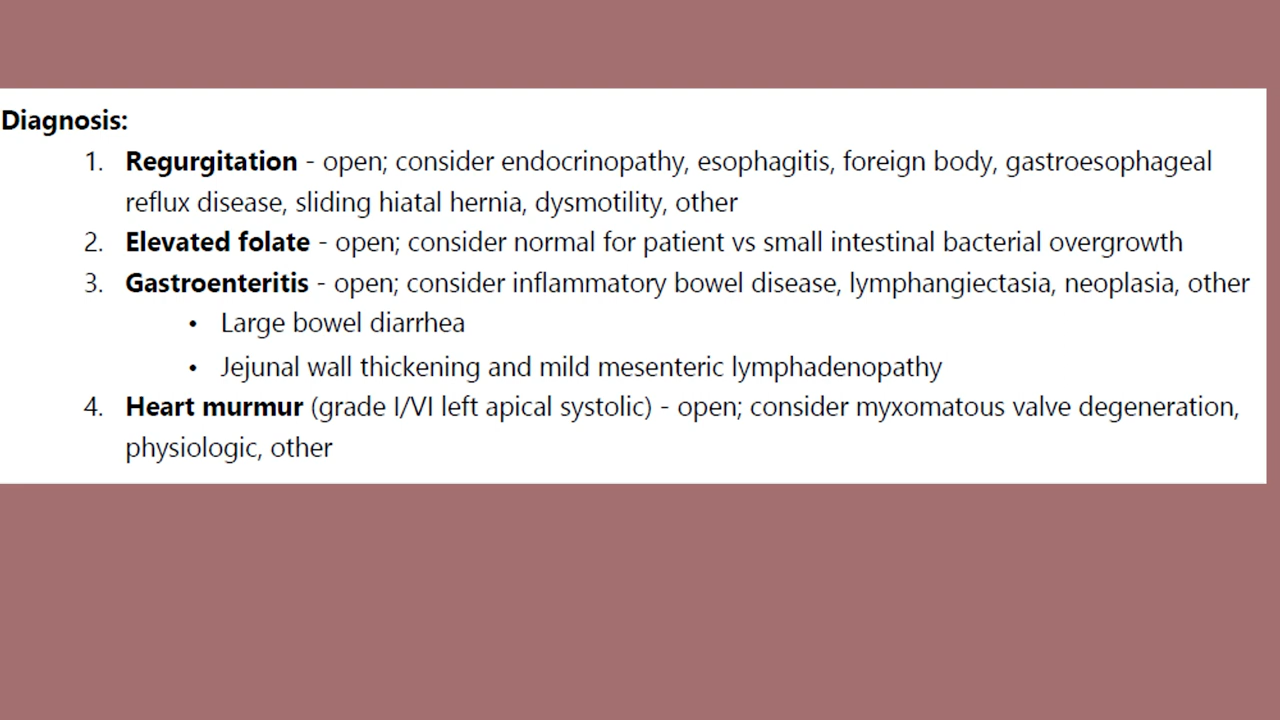 Diagnosis:
1. Regurgitation - open; consider endocrinopathy, esophagitis, foreign body, gastroesophageal
reflux disease, sliding hiatal hernia, dysmotility, other
2. Elevated folate - open; consider normal for patient vs small intestinal bacterial overgrowth
3. Gastroenteritis - open; consider inflammatory bowel disease, lymphangiectasia, neoplasia, other
• Large bowel diarrhea
• Jejunal wall thickening and mild mesenteric lymphadenopathy
4. Heart murmur (grade I/VI left apical systolic) - open; consider myxomatous valve degeneration,
physiologic, other